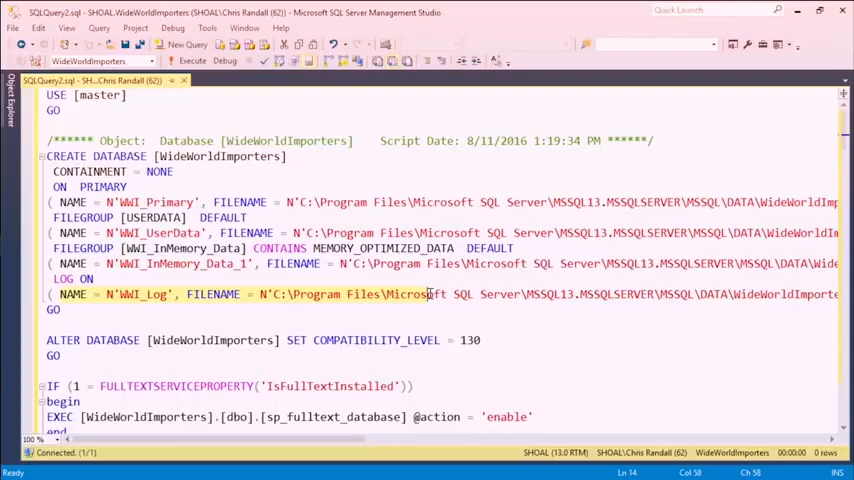 SQLQuery2.sql - SHOAL.WideWorldImporters (SHOAL\Chris Randall (62)) - Microsoft SQL Server Management Studio
Quick Launch (Ctrl+Q)
File Edit View Query Project Debug Tools Window Help
New Query
WideWorldImporters
Execute Debug
SQLQuery2.sql - SH...Chris Randall (62))
Object Explorer
USE [master]
GO
/****** Object:  Database [WideWorldImporters]    Script Date: 8/11/2016 1:19:34 PM ******/
CREATE DATABASE [WideWorldImporters]
CONTAINMENT = NONE
ON  PRIMARY
( NAME = N'WWI_Primary', FILENAME = N'C:\Program Files\Microsoft SQL Server\MSSQL13.MSSQLSERVER\MSSQL\DATA\WideWorldImp
FILEGROUP [USERDATA]  DEFAULT
( NAME = N'WWI_UserData', FILENAME = N'C:\Program Files\Microsoft SQL Server\MSSQL13.MSSQLSERVER\MSSQL\DATA\WideWorldIm
FILEGROUP [WWI_InMemory_Data] CONTAINS MEMORY_OPTIMIZED_DATA  DEFAULT
( NAME = N'WWI_InMemory_Data_1', FILENAME = N'C:\Program Files\Microsoft SQL Server\MSSQL13.MSSQLSERVER\MSSQL\DATA\Wide
LOG ON
( NAME = N'WWI_Log', FILENAME = N'C:\Program Files\Microsoft SQL Server\MSSQL13.MSSQLSERVER\MSSQL\DATA\WideWorldImporte
GO
ALTER DATABASE [WideWorldImporters] SET COMPATIBILITY_LEVEL = 130
GO
IF (1 = FULLTEXTSERVICEPROPERTY('IsFullTextInstalled'))
begin
EXEC [WideWorldImporters].[dbo].[sp_fulltext_database] @action = 'enable'
end
100 %
Connected. (1/1)
SHOAL (13.0 RTM) SHOAL\Chris Randall (62) WideWorldImporters 00:00:00 0 rows
Ready
Ln 14 Col 58 Ch 58 INS